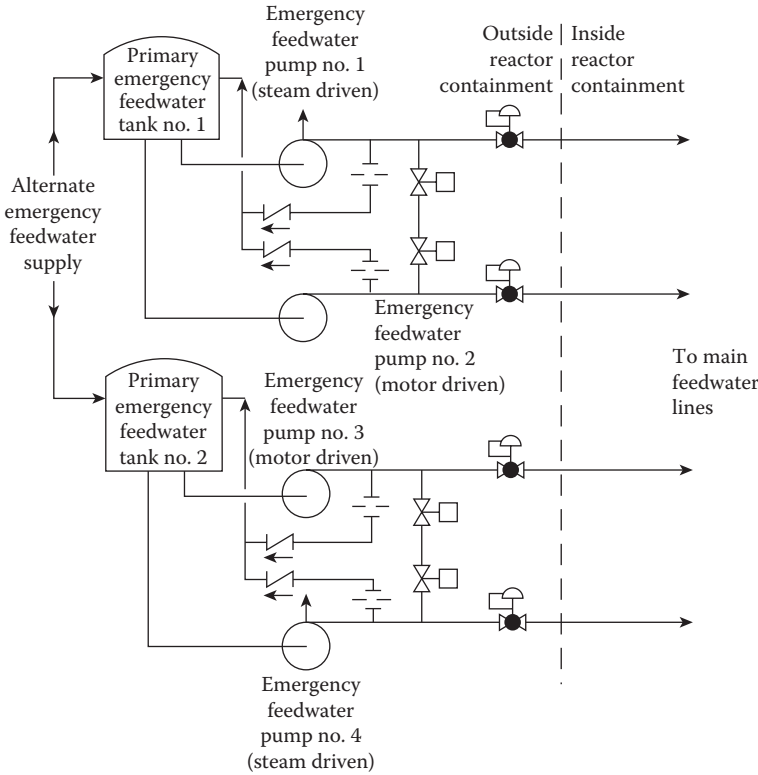 Emergency
feedwater
pump no. 1
(steam driven)
Outside
reactor
containment
Inside
reactor
containment
Primary
emergency
feedwater
tank no. 1
Alternate
emergency
feedwater
supply
Emergency
feedwater
pump no. 2
(motor driven)
To main
feedwater
lines
Primary
emergency
feedwater
tank no. 2
Emergency
feedwater
pump no. 3
(motor driven)
Emergency
feedwater
pump no. 4
(steam driven)